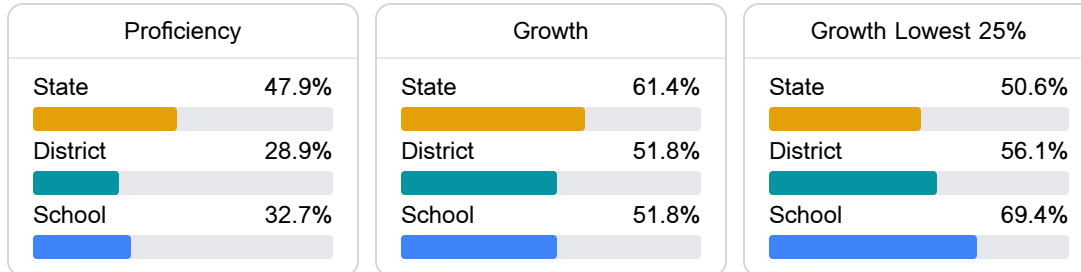 Proficiency
State 47.9%
District 28.9%
School 32.7%
Growth
State 61.4%
District 51.8%
School 51.8%
Growth Lowest 25%
State 50.6%
District 56.1%
School 69.4%